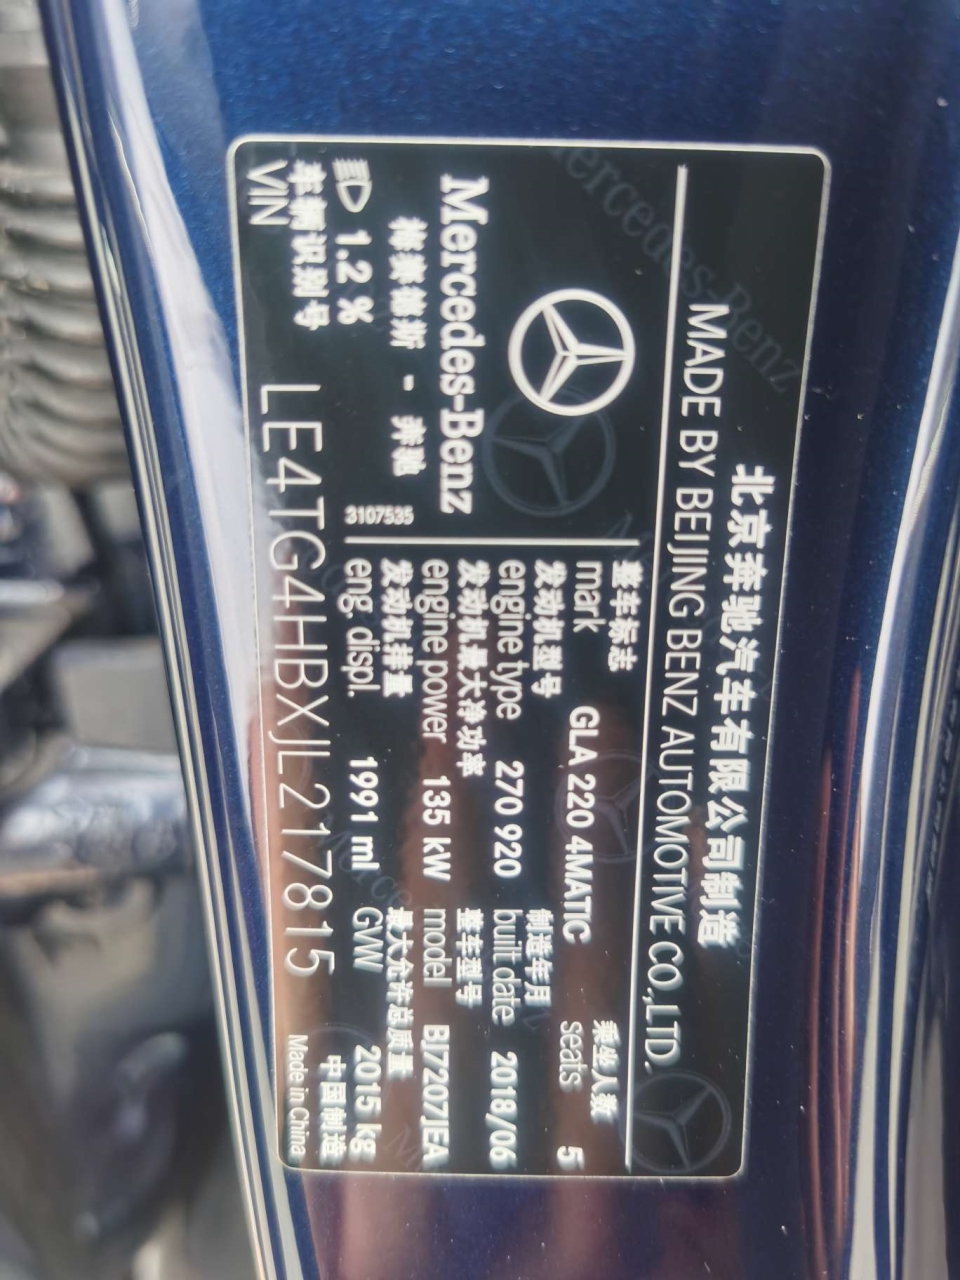 北京奔驰汽车有限公司制造
MADE BY BEIJING BENZ AUTOMOTIVE CO.,LTD.
Mercedes-Benz
梅赛德斯 - 奔驰
1.2 %
3107535
整车标志
mark GLA 220 4MATIC
乘坐人数
seats 5
发动机型号
engine type 270 920
制造年月
built date 2018/06
发动机最大净功率
engine power 135 kW
整车型号
model BJ7207JEA
发动机排量
eng. displ. 1991 ml
最大允许总质量
GVW 2015 kg
车辆识别号
VIN LE4TG4HBXJL217815
中国制造
Made in China